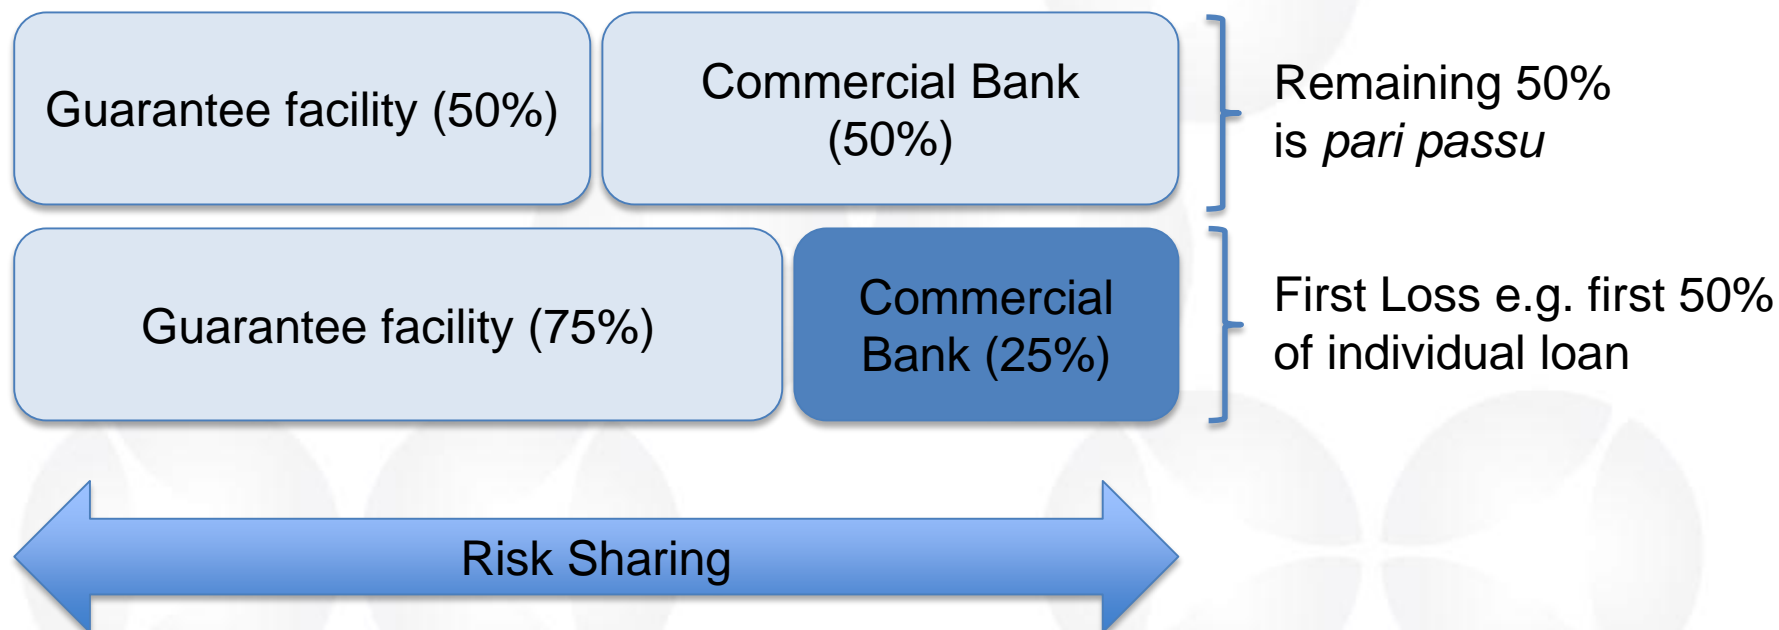 Guarantee facility (50%)
Commercial Bank
(50%)
Remaining 50%
is pari passu
Guarantee facility (75%)
Commercial
Bank (25%)
First Loss e.g. first 50%
of individual loan
Risk Sharing